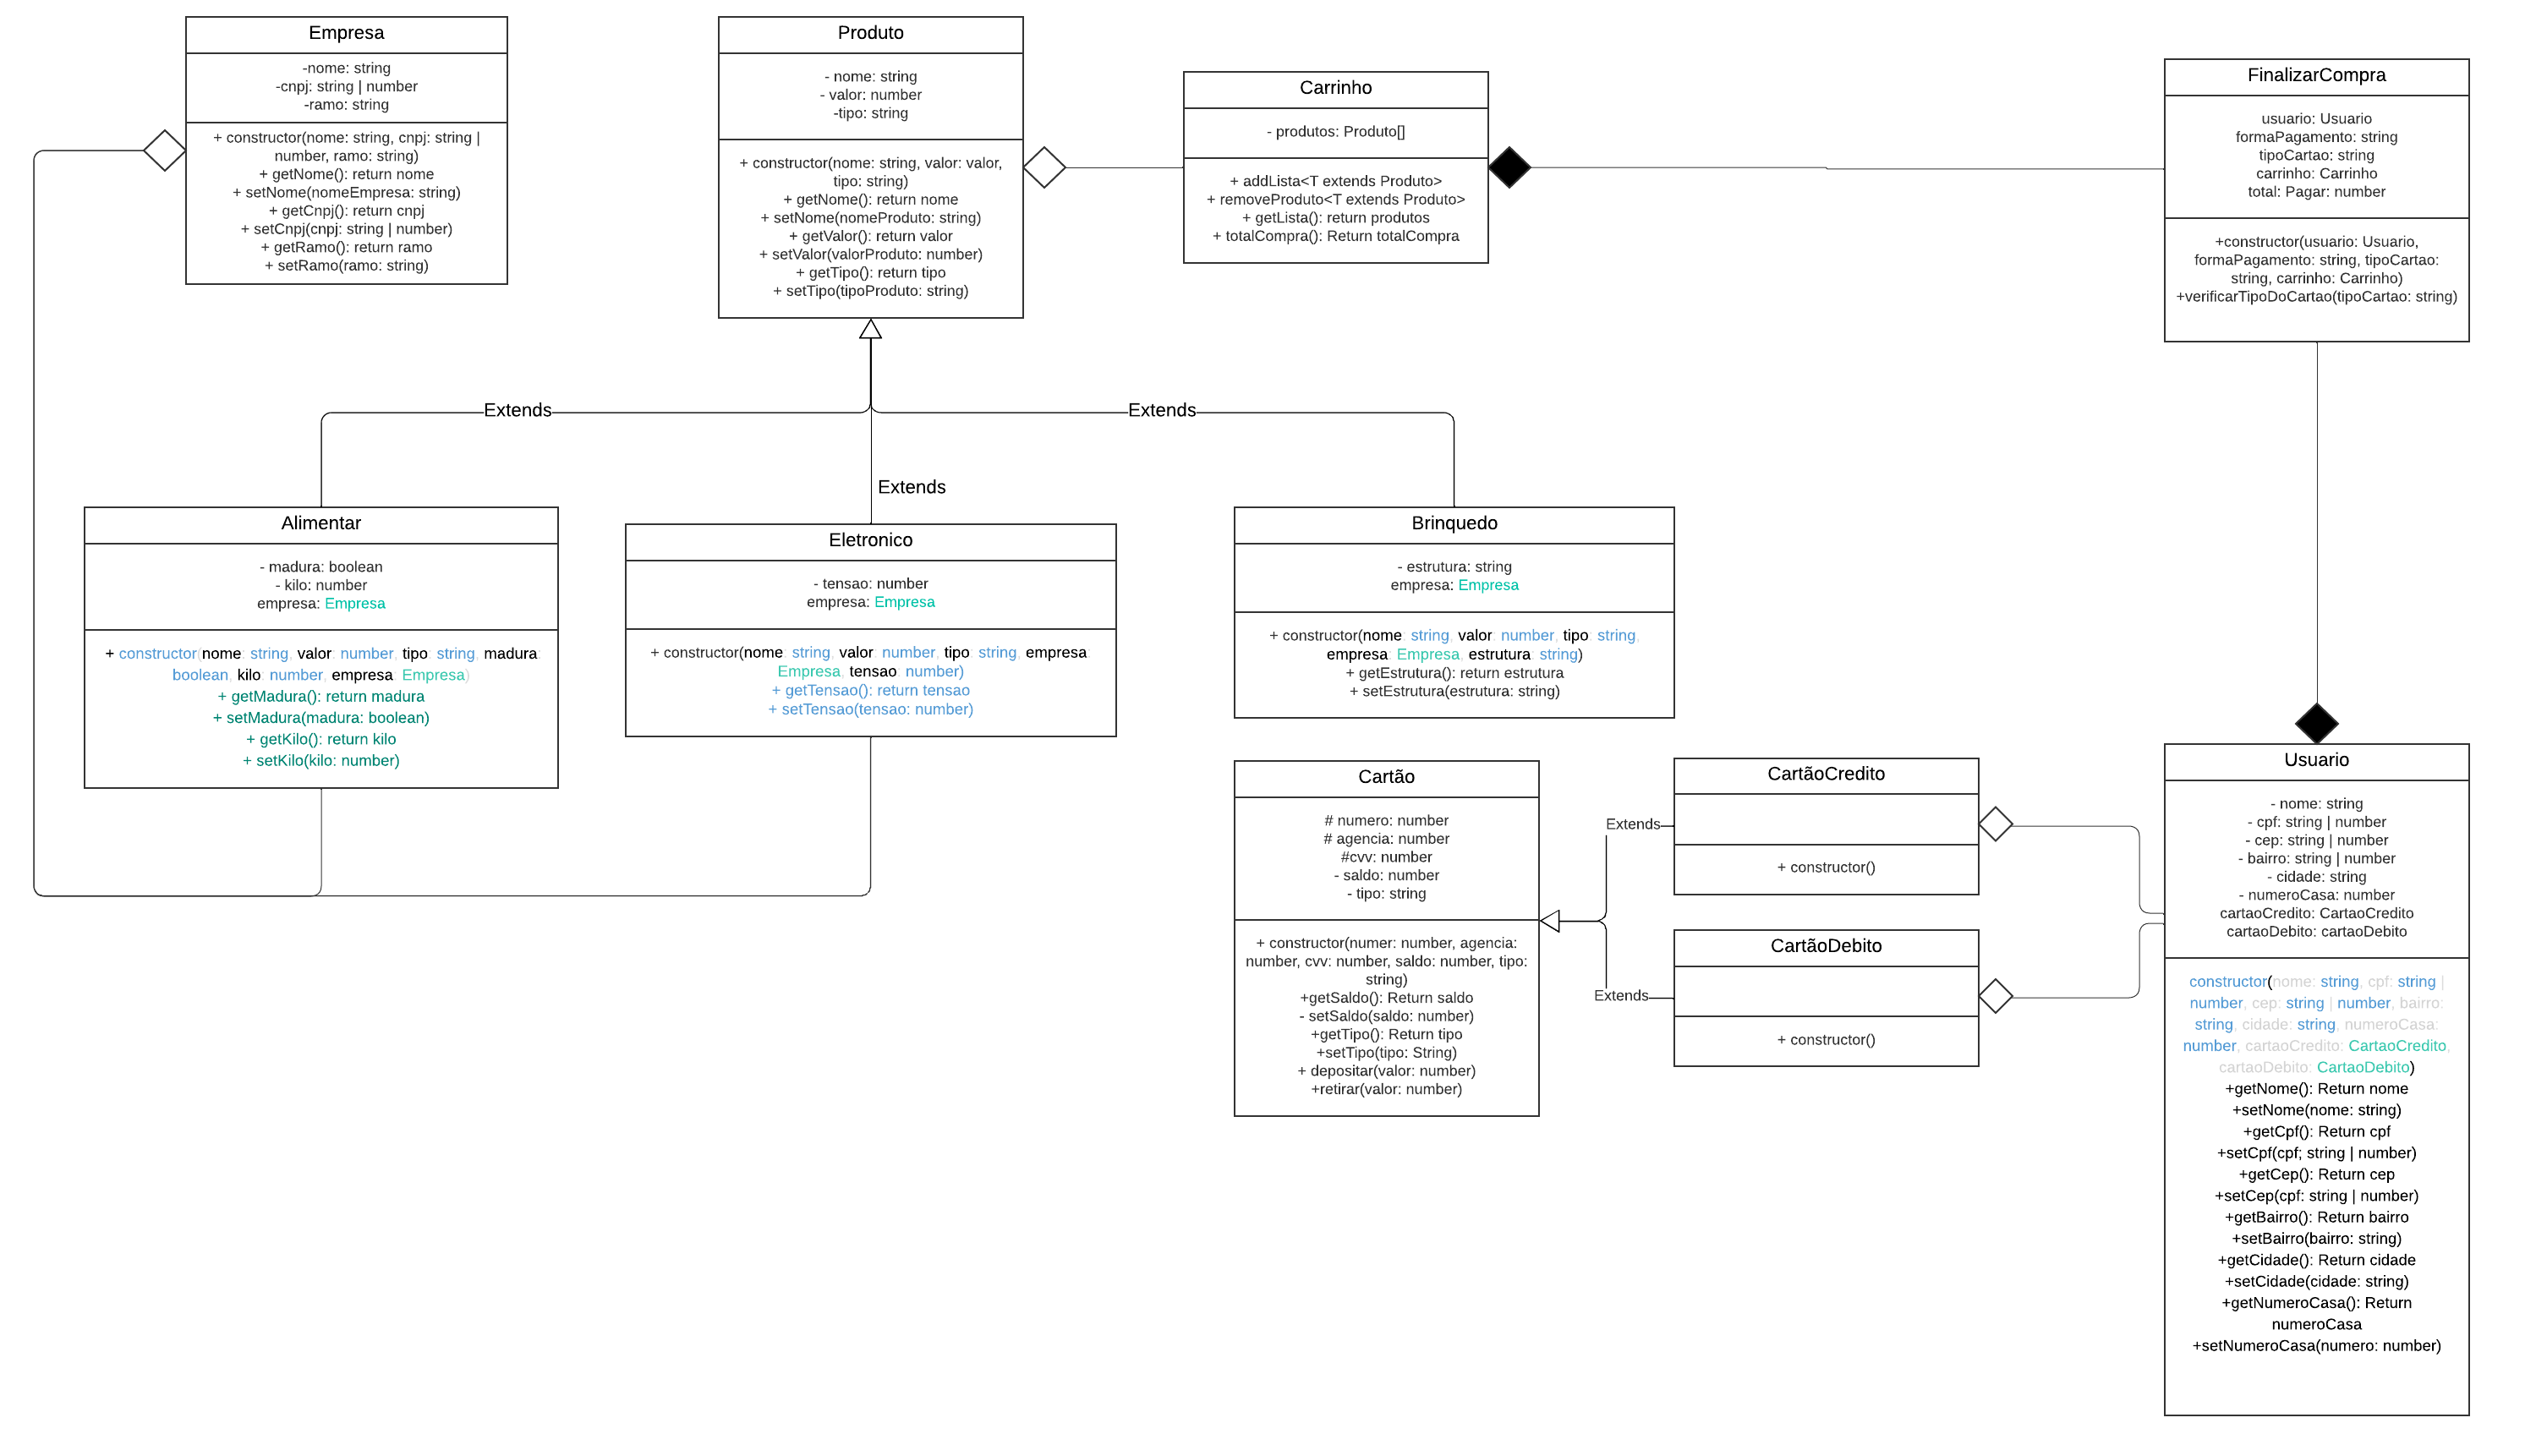 Empresa
-nome: string
-cnpj: string | number
-ramo: string
+ constructor(nome: string, cnpj: string |
number, ramo: string)
+ getNome(): return nome
+ setNome(nomeEmpresa: string)
+ getCnpj(): return cnpj
+ setCnpj(cnpj: string | number)
+ getRamo(): return ramo
+ setRamo(ramo: string)
Produto
- nome: string
- valor: number
-tipo: string
+ constructor(nome: string, valor: valor,
tipo: string)
+ getNome(): return nome
+ setNome(nomeProduto: string)
+ getValor(): return valor
+ setValor(valorProduto: number)
+ getTipo(): return tipo
+ setTipo(tipoProduto: string)
Carrinho
- produtos: Produto[]
+ addLista<T extends Produto>
+ removeProduto<T extends Produto>
+ getLista(): return produtos
+ totalCompra(): Return totalCompra
FinalizarCompra
usuario: Usuario
formaPagamento: string
tipoCartao: string
carrinho: Carrinho
total: Pagar: number
+constructor(usuario: Usuario,
formaPagamento: string, tipoCartao:
string, carrinho: Carrinho)
+verificarTipoDoCartao(tipoCartao: string)
Extends
Extends
Extends
Alimentar
- madura: boolean
- kilo: number
empresa: Empresa
+ constructor(nome: string, valor: number, tipo: string, madura:
boolean, kilo: number, empresa: Empresa)
+ getMadura(): return madura
+ setMadura(madura: boolean)
+ getKilo(): return kilo
+ setKilo(kilo: number)
Eletronico
- tensao: number
empresa: Empresa
+ constructor(nome: string, valor: number, tipo: string, empresa:
Empresa, tensao: number)
+ getTensao(): return tensao
+ setTensao(tensao: number)
Brinquedo
- estrutura: string
empresa: Empresa
+ constructor(nome: string, valor: number, tipo: string,
empresa: Empresa, estrutura: string)
+ getEstrutura(): return estrutura
+ setEstrutura(estrutura: string)
Cartão
# numero: number
# agencia: number
#cvv: number
- saldo: number
- tipo: string
+ constructor(numer: number, agencia:
number, cvv: number, saldo: number, tipo:
string)
+getSaldo(): Return saldo
- setSaldo(saldo: number)
+getTipo(): Return tipo
+setTipo(tipo: String)
+ depositar(valor: number)
+retirar(valor: number)
Extends
Extends
CartãoCredito
+ constructor()
CartãoDebito
+ constructor()
Usuario
- nome: string
- cpf: string | number
- cep: string | number
- bairro: string | number
- cidade: string
- numeroCasa: number
cartaoCredito: CartaoCredito
cartaoDebito: cartaoDebito
constructor(nome: string, cpf: string |
number, cep: string | number, bairro:
string, cidade: string, numeroCasa:
number, cartaoCredito: CartaoCredito,
cartaoDebito: CartaoDebito)
+getNome(): Return nome
+setNome(nome: string)
+getCpf(): Return cpf
+setCpf(cpf; string | number)
+getCep(): Return cep
+setCep(cpf: string | number)
+getBairro(): Return bairro
+setBairro(bairro: string)
+getCidade(): Return cidade
+setCidade(cidade: string)
+getNumeroCasa(): Return
numeroCasa
+setNumeroCasa(numero: number)